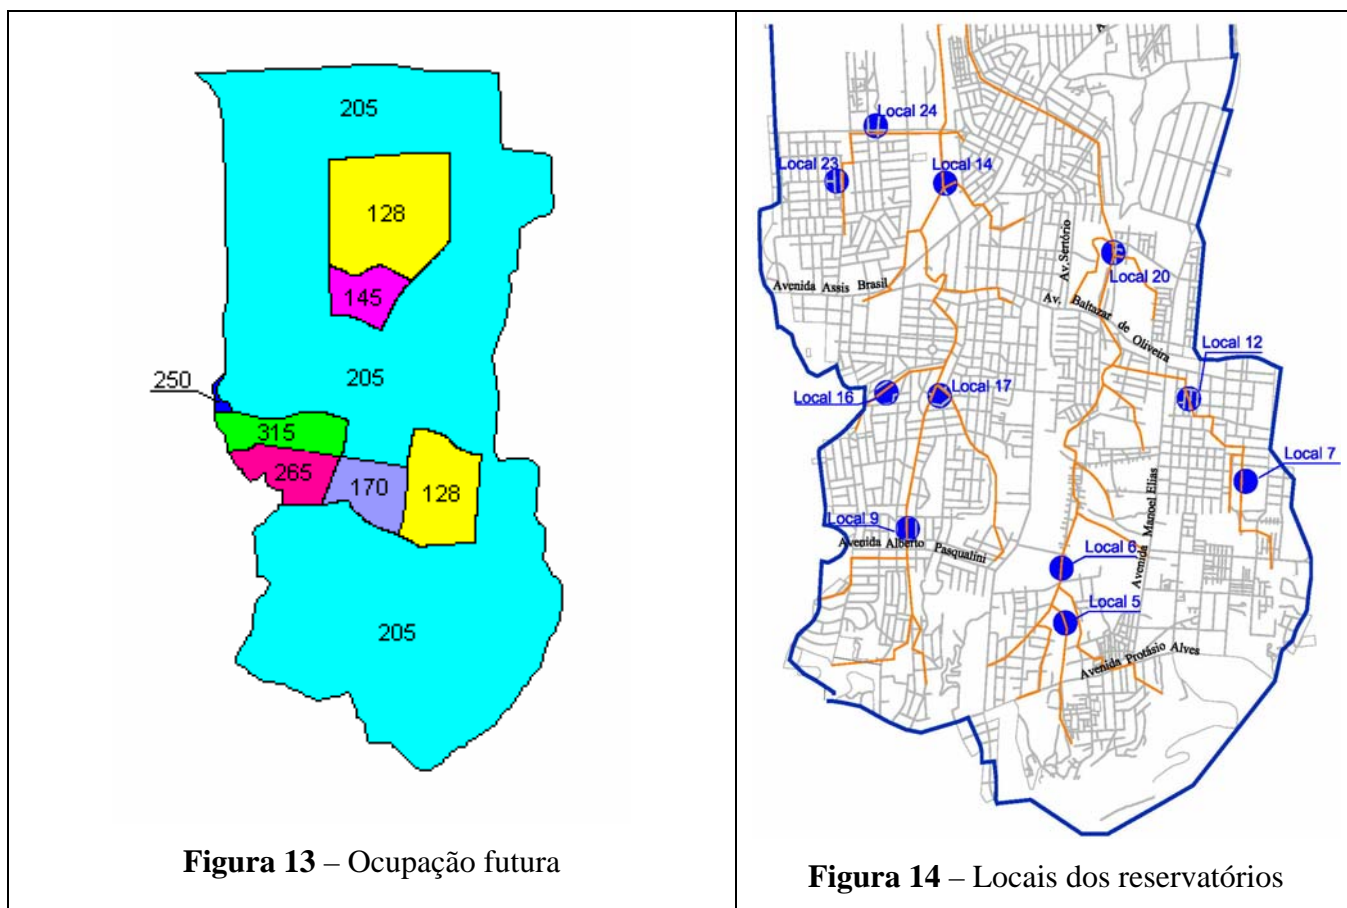 205
128
145
205
250
315
265
170
128
205
Figura 13 – Ocupação futura
Local 24
Local 23
Local 14
Av. Sertório
Local 20
Avenida Assis Brasil
Av. Baltazar de Oliveira
Local 12
Local 16
Local 17
Local 7
Avenida Manoel Elias
Local 9
Avenida Alberto Pasqualini
Local 6
Local 5
Avenida Protásio Alves
Figura 14 – Locais dos reservatórios